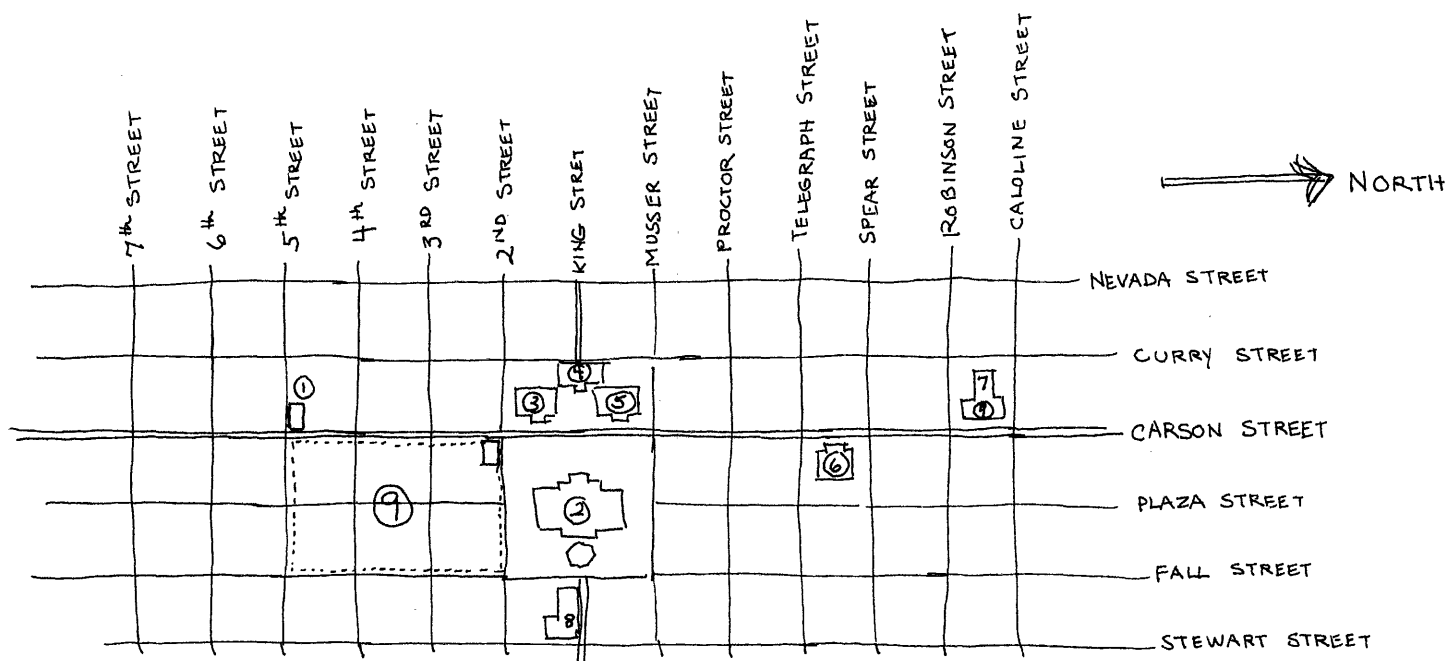 7th STREET
6th STREET
5th STREET
4th STREET
3RD STREET
2ND STREET
KING STRET
MUSSER STREET
PROCTOR STREET
TELEGRAPH STREET
SPEAR STREET
ROBINSON STREET
CALOLINE STREET
NORTH
NEVADA STREET
CURRY STREET
CARSON STREET
PLAZA STREET
FALL STREET
STEWART STREET
1
3
4
5
7
9
6
9
2
8